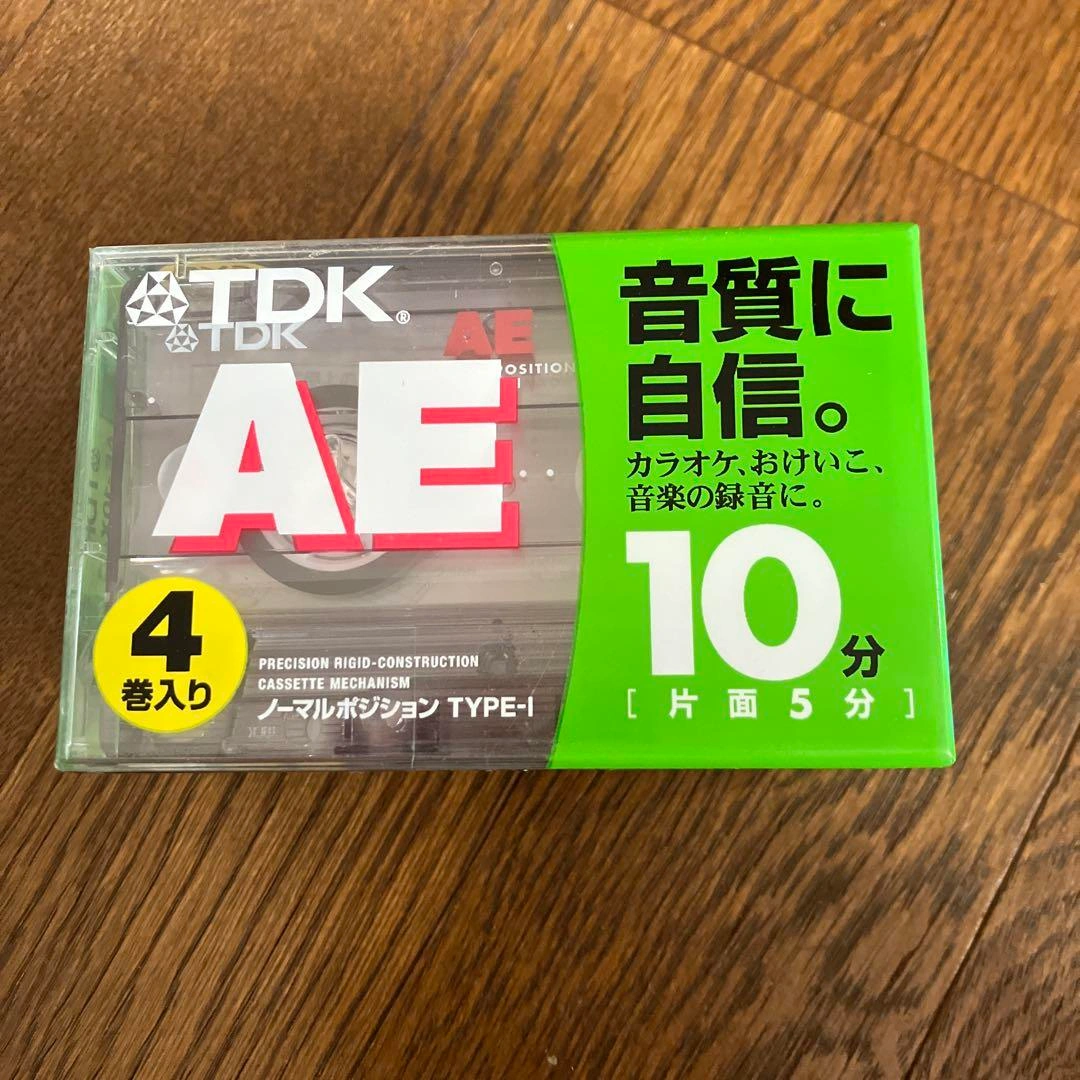 TDK®
TDK
AE
AE
POSITION
I
4
巻入り
PRECISION RIGID-CONSTRUCTION
CASSETTE MECHANISM
ノーマルポジション TYPE-I
音質に
自信。
カラオケ、おけいこ、
音楽の録音に。
10分
[片面5分]